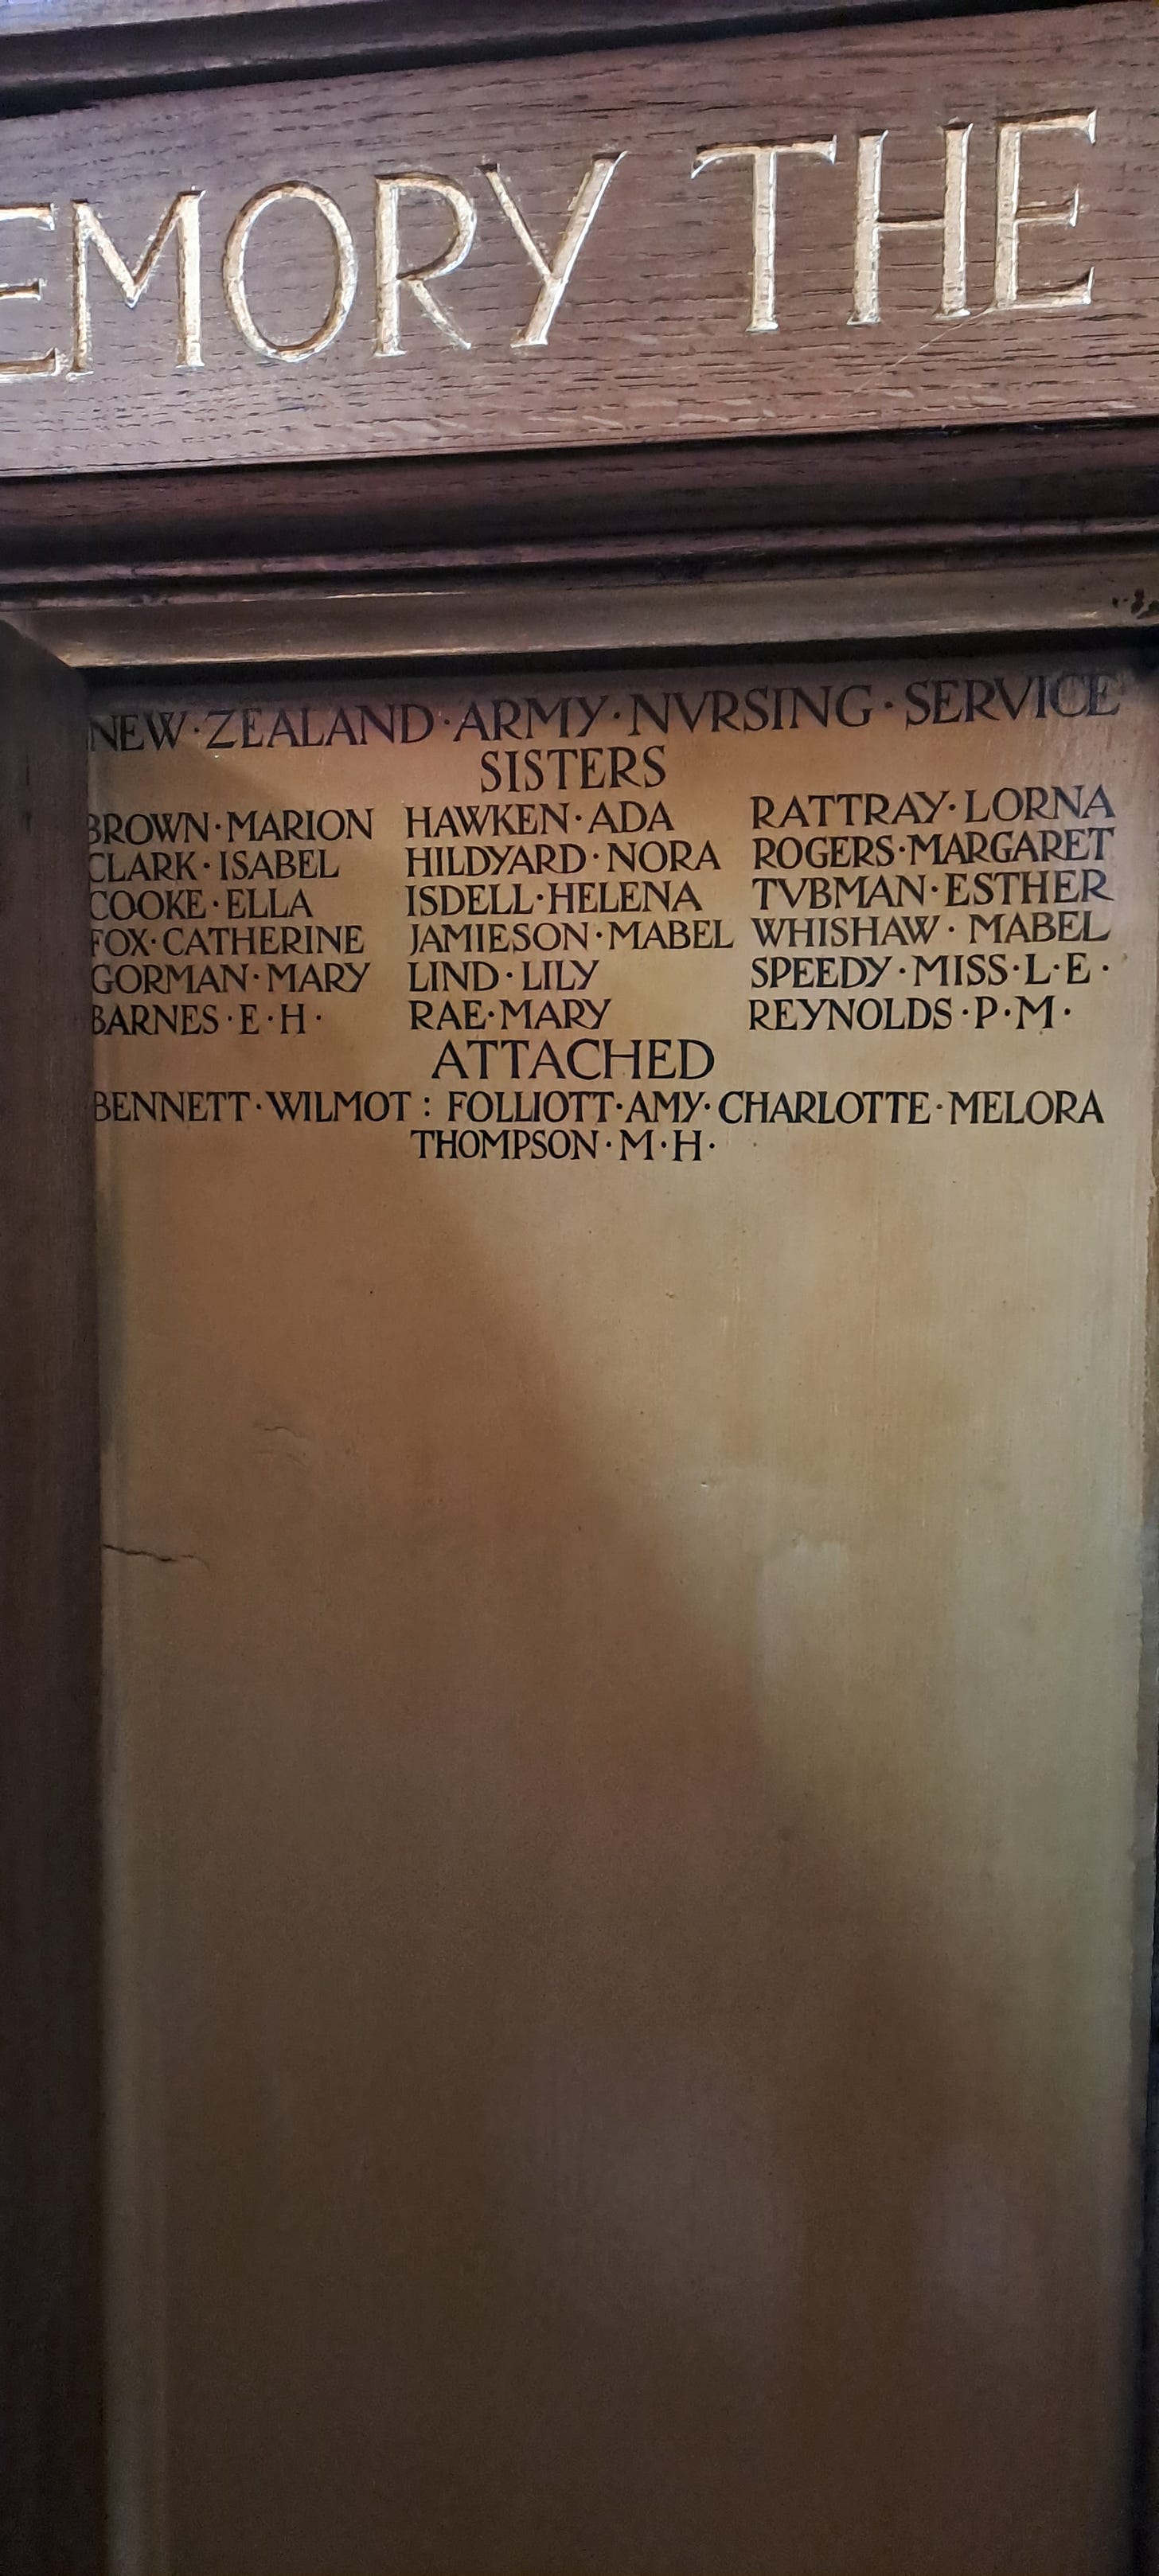 EMORY THE
NEW·ZEALAND·ARMY·NVRSING·SERVICE
SISTERS
BROWN·MARION HAWKEN·ADA RATTRAY·LORNA
CLARK·ISABEL HILDYARD·NORA ROGERS·MARGARET
COOKE·ELLA ISDELL·HELENA TVBMAN·ESTHER
FOX·CATHERINE JAMIESON·MABEL WHISHAW·MABEL
GORMAN·MARY LIND·LILY SPEEDY·MISS·L·E·
BARNES·E·H· RAE·MARY REYNOLDS·P·M·
ATTACHED
BENNETT·WILMOT : FOLLIOTT·AMY·CHARLOTTE·MELORA
THOMPSON·M·H·